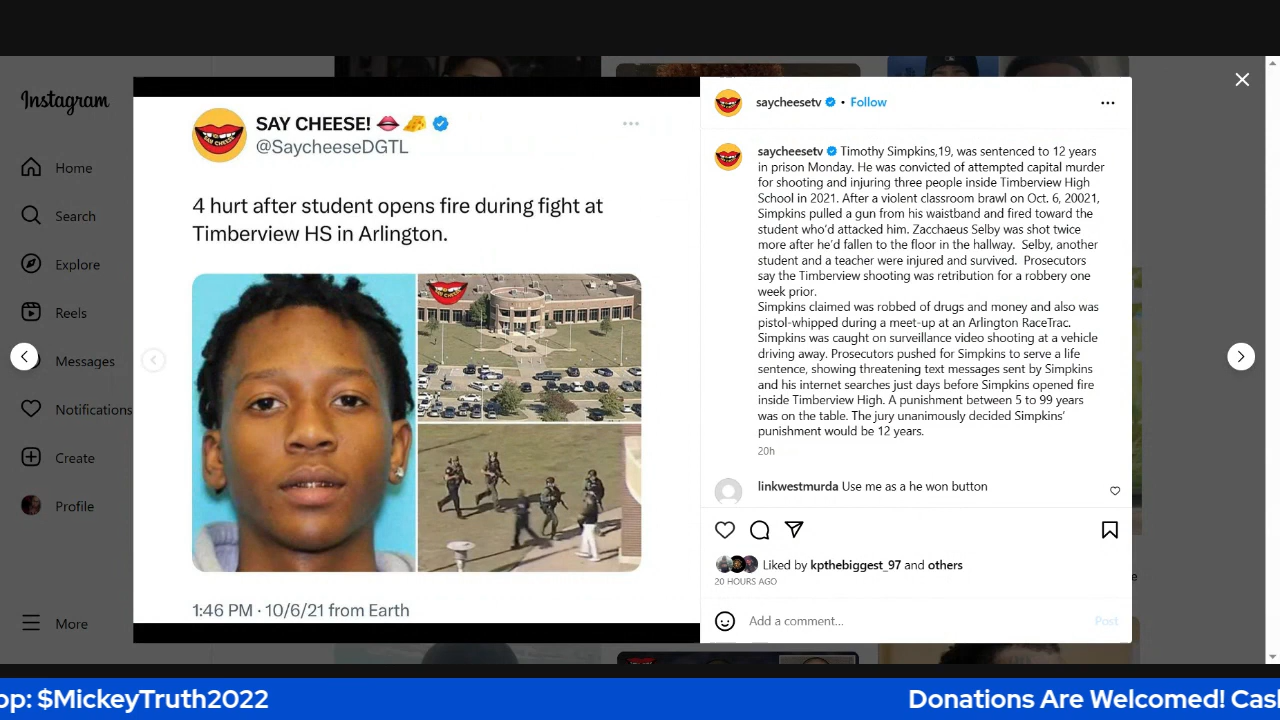 Instagram
Home
Search
Explore
Reels
Messages
Notifications
Create
Profile
More
SAY CHEESE!
@SaycheeseDGTL
4 hurt after student opens fire during fight at
Timberview HS in Arlington.
1:46 PM · 10/6/21 from Earth
saycheesetv • Follow
saycheesetv Timothy Simpkins,19, was sentenced to 12 years
in prison Monday. He was convicted of attempted capital murder
for shooting and injuring three people inside Timberview High
School in 2021. After a violent classroom brawl on Oct. 6, 20021,
Simpkins pulled a gun from his waistband and fired toward the
student who'd attacked him. Zacchaeus Selby was shot twice
more after he'd fallen to the floor in the hallway. Selby, another
student and a teacher were injured and survived. Prosecutors
say the Timberview shooting was retribution for a robbery one
week prior.
Simpkins claimed was robbed of drugs and money and also was
pistol-whipped during a meet-up at an Arlington RaceTrac.
Simpkins was caught on surveillance video shooting at a vehicle
driving away. Prosecutors pushed for Simpkins to serve a life
sentence, showing threatening text messages sent by Simpkins
and his internet searches just days before Simpkins opened fire
inside Timberview High. A punishment between 5 to 99 years
was on the table. The jury unanimously decided Simpkins'
punishment would be 12 years.
20h
linkwestmurda Use me as a he won button
Liked by kpthebiggest_97 and others
20 HOURS AGO
Add a comment...
Post
op: $MickeyTruth2022
Donations Are Welcomed! Cas